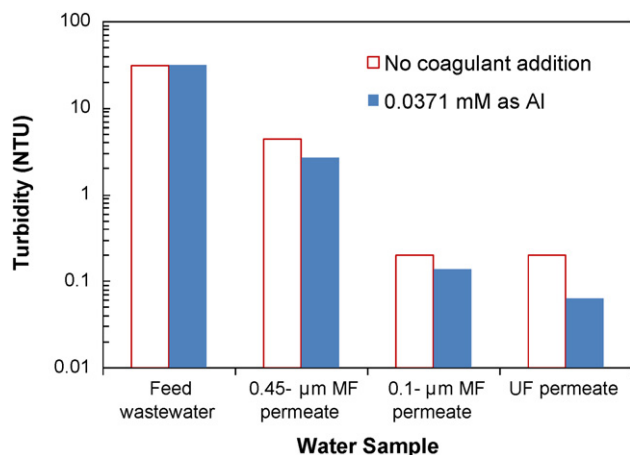 100
10
1
0.1
0.01
Turbidity (NTU)
No coagulant addition
0.0371 mM as Al
Feed
wastewater
0.45- µm MF
permeate
0.1- µm MF
permeate
UF permeate
Water Sample